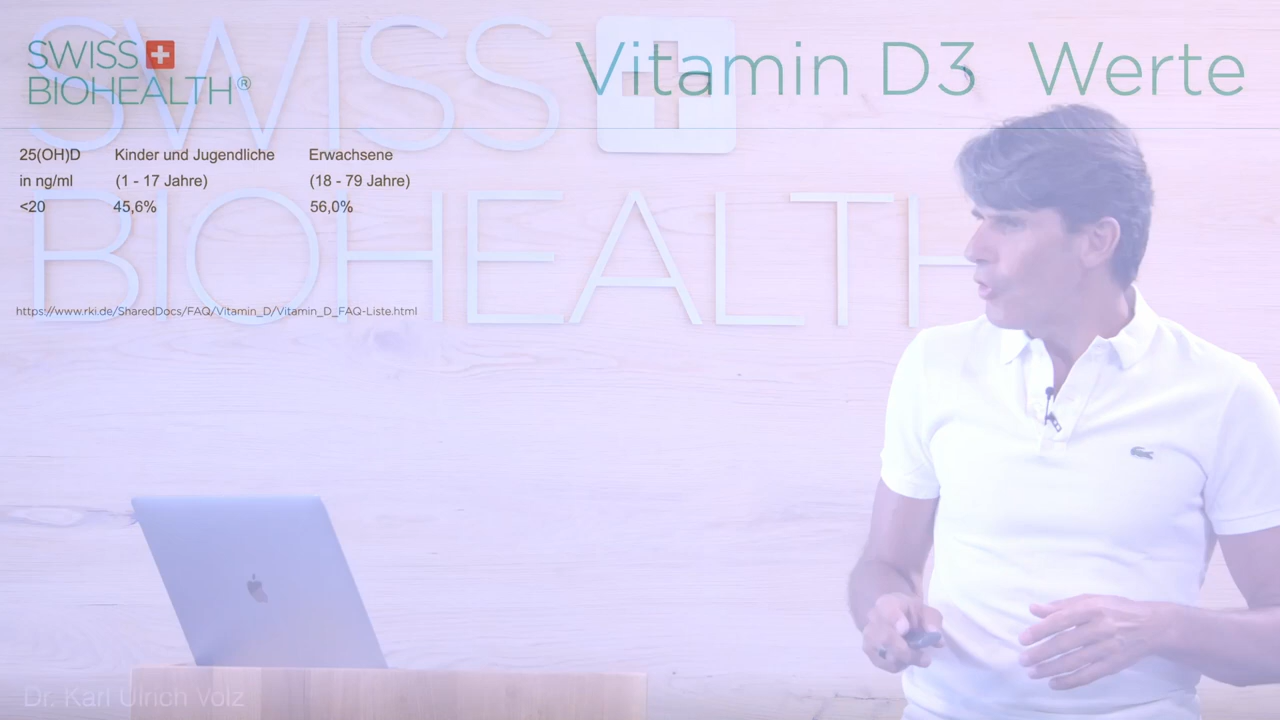 SWISS
BIOHEALTH®
Vitamin D3 Werte
SWISS
BIOHEALTH
25(OH)D Kinder und Jugendliche Erwachsene
in ng/ml (1 - 17 Jahre) (18 - 79 Jahre)
<20 45,6% 56,0%
https://www.rki.de/SharedDocs/FAQ/Vitamin_D/Vitamin_D_FAQ-Liste.html
Dr. Karl Ulrich Volz